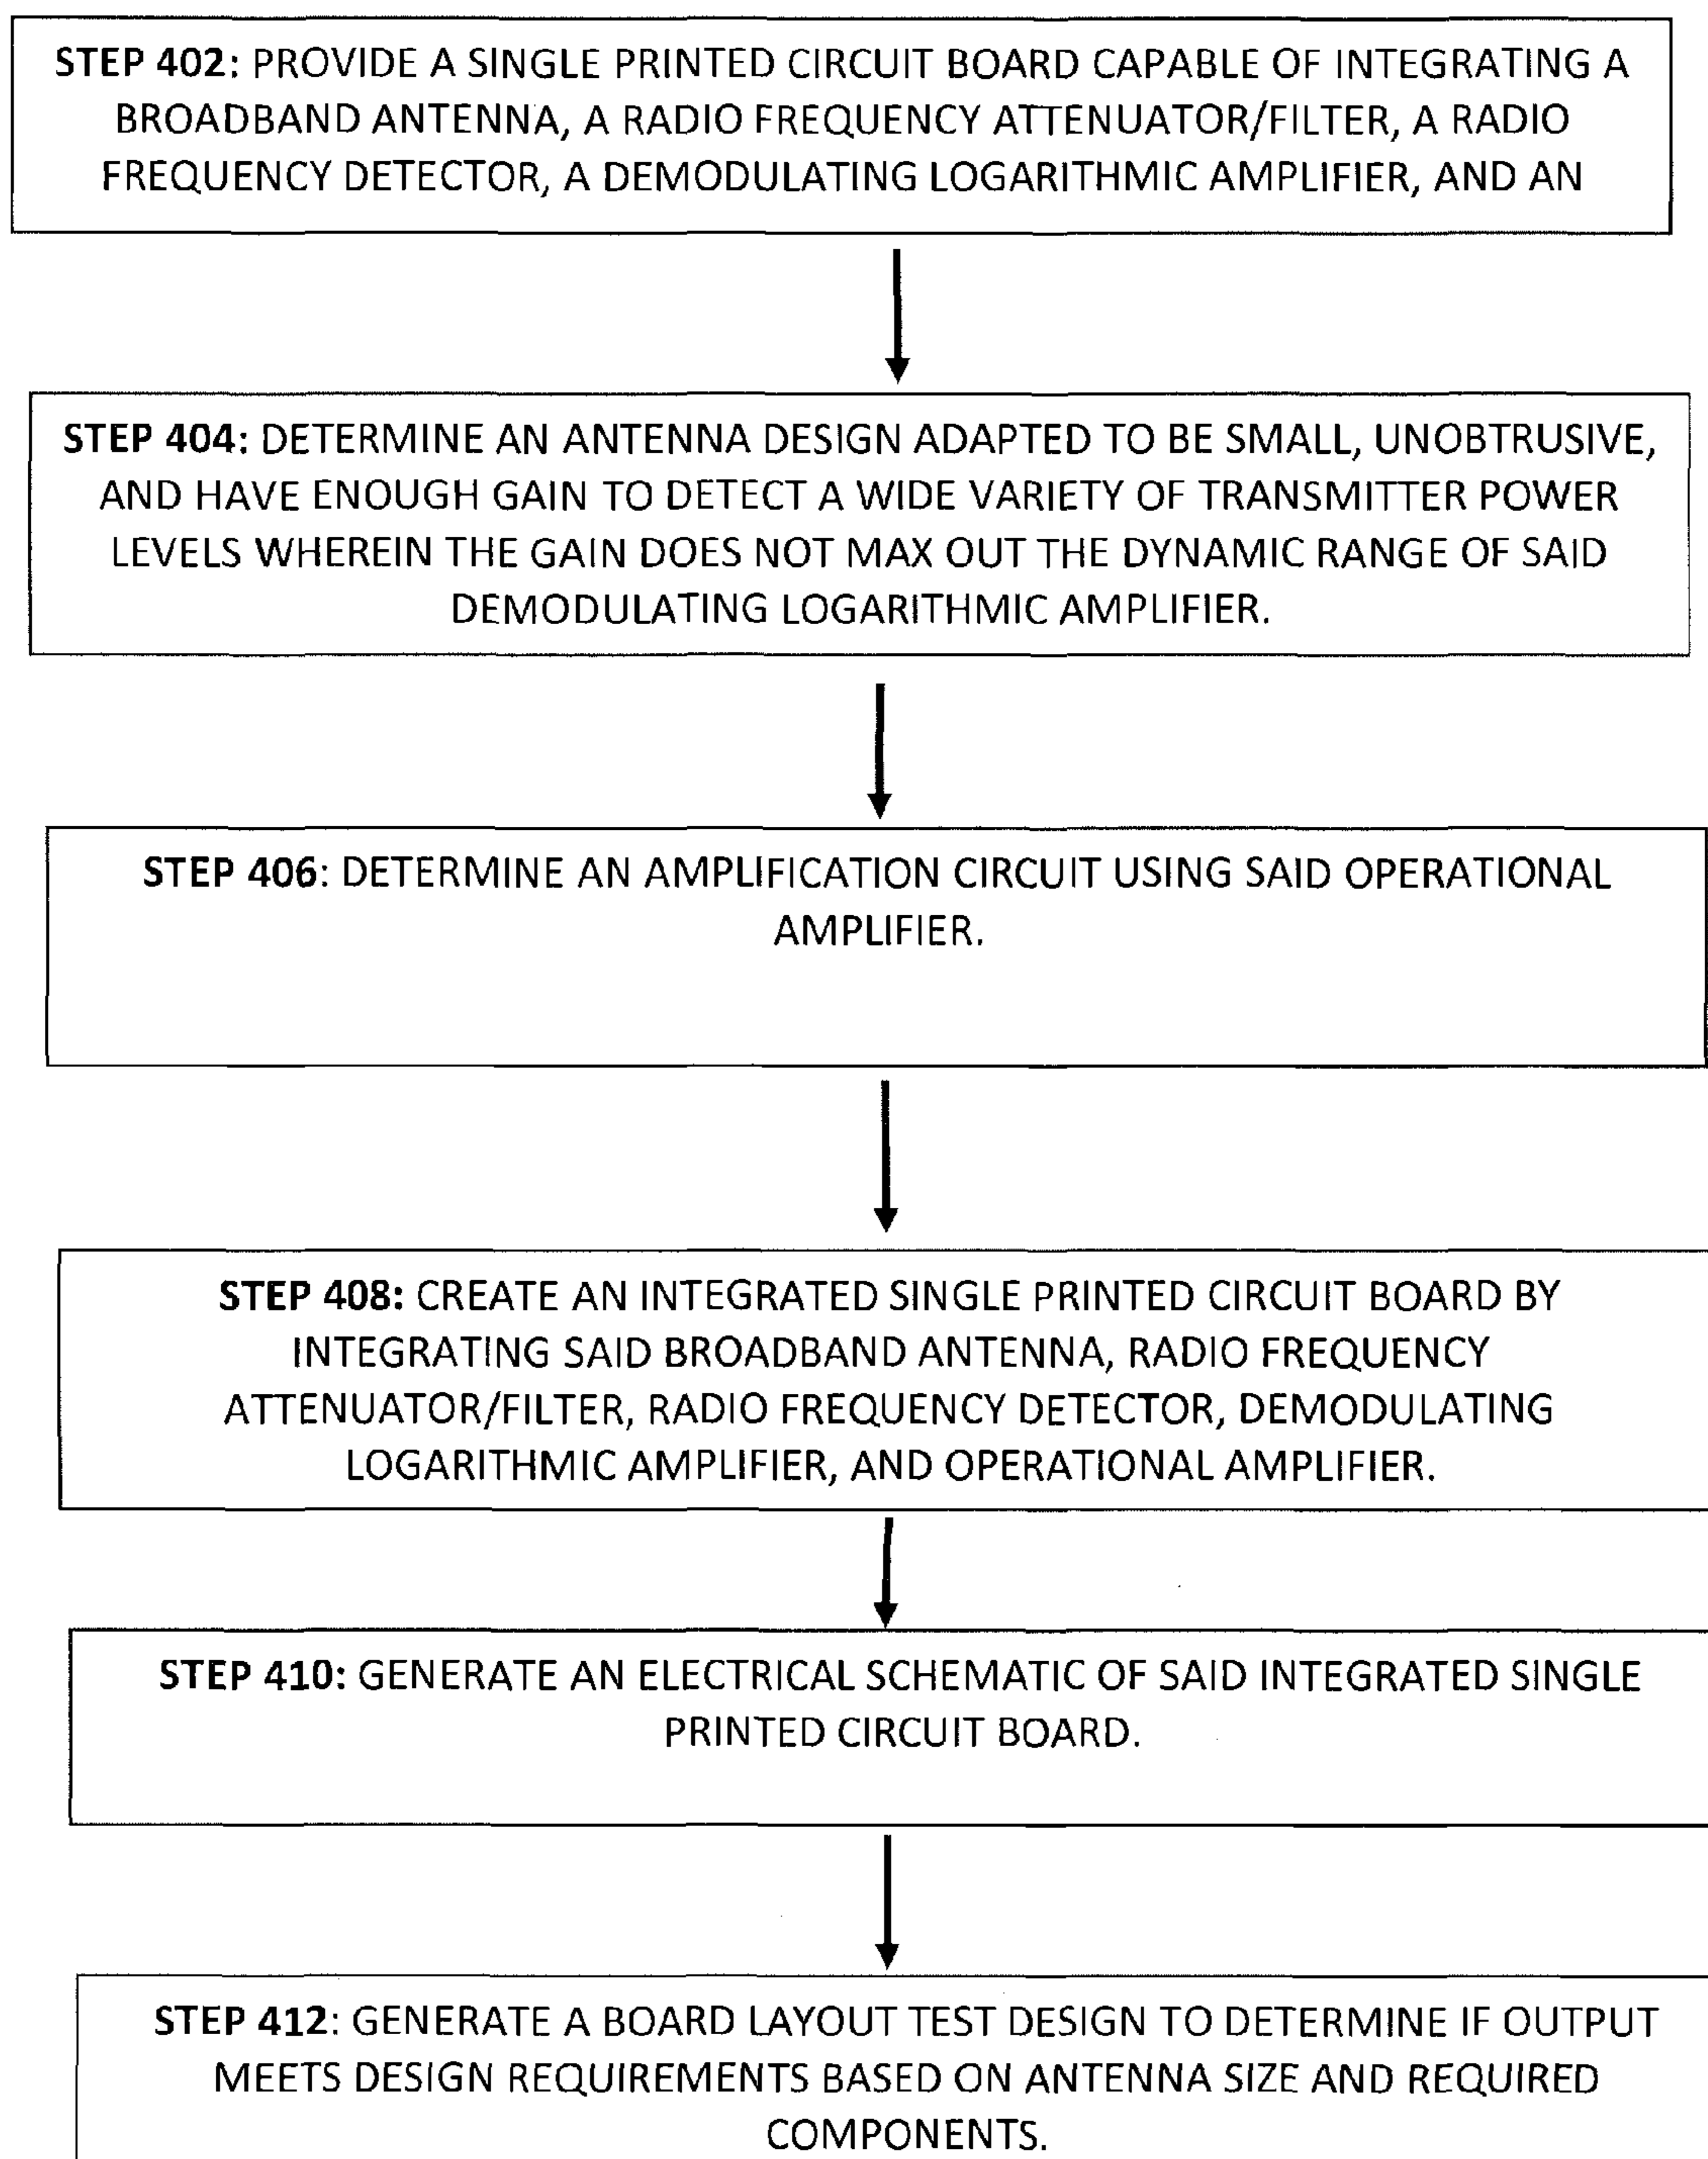 STEP 402: PROVIDE A SINGLE PRINTED CIRCUIT BOARD CAPABLE OF INTEGRATING A
BROADBAND ANTENNA, A RADIO FREQUENCY ATTENUATOR/FILTER, A RADIO
FREQUENCY DETECTOR, A DEMODULATING LOGARITHMIC AMPLIFIER, AND AN
STEP 404: DETERMINE AN ANTENNA DESIGN ADAPTED TO BE SMALL, UNOBTRUSIVE,
AND HAVE ENOUGH GAIN TO DETECT A WIDE VARIETY OF TRANSMITTER POWER
LEVELS WHEREIN THE GAIN DOES NOT MAX OUT THE DYNAMIC RANGE OF SAID
DEMODULATING LOGARITHMIC AMPLIFIER.
STEP 406: DETERMINE AN AMPLIFICATION CIRCUIT USING SAID OPERATIONAL
AMPLIFIER.
STEP 408: CREATE AN INTEGRATED SINGLE PRINTED CIRCUIT BOARD BY
INTEGRATING SAID BROADBAND ANTENNA, RADIO FREQUENCY
ATTENUATOR/FILTER, RADIO FREQUENCY DETECTOR, DEMODULATING
LOGARITHMIC AMPLIFIER, AND OPERATIONAL AMPLIFIER.
STEP 410: GENERATE AN ELECTRICAL SCHEMATIC OF SAID INTEGRATED SINGLE
PRINTED CIRCUIT BOARD.
STEP 412: GENERATE A BOARD LAYOUT TEST DESIGN TO DETERMINE IF OUTPUT
MEETS DESIGN REQUIREMENTS BASED ON ANTENNA SIZE AND REQUIRED
COMPONENTS.